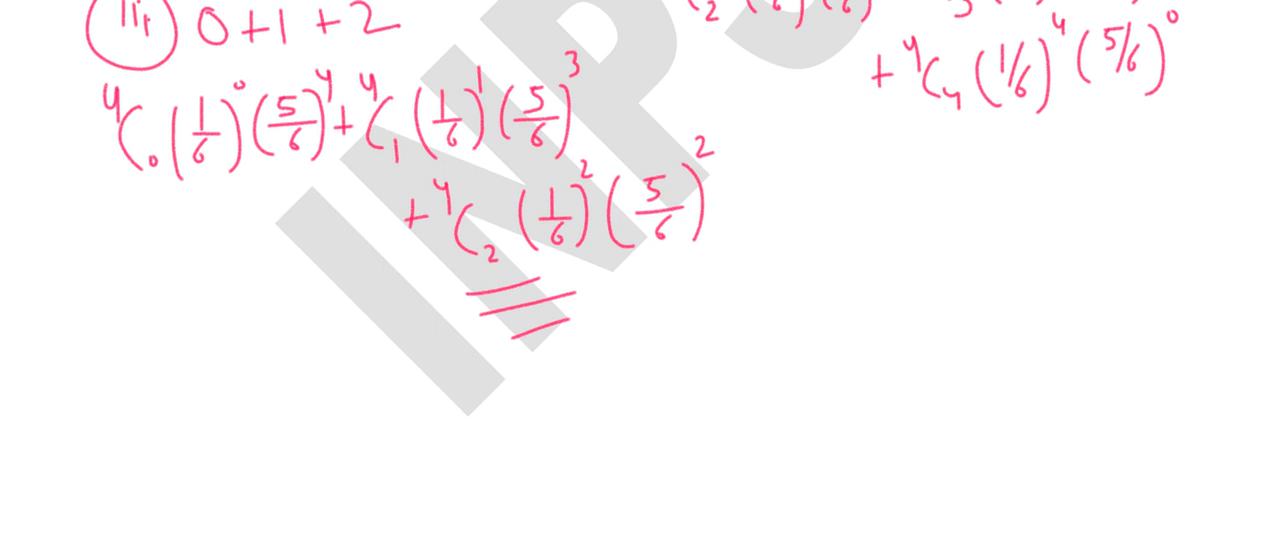 iii, 0+1+2
⁴C₀ (1/6)⁰ (5/6)⁴ + ⁴C₁ (1/6)¹ (5/6)³
+ ⁴C₂ (1/6)² (5/6)²
+ ⁴C₄ (1/6)⁴ (5/6)⁰
INPS